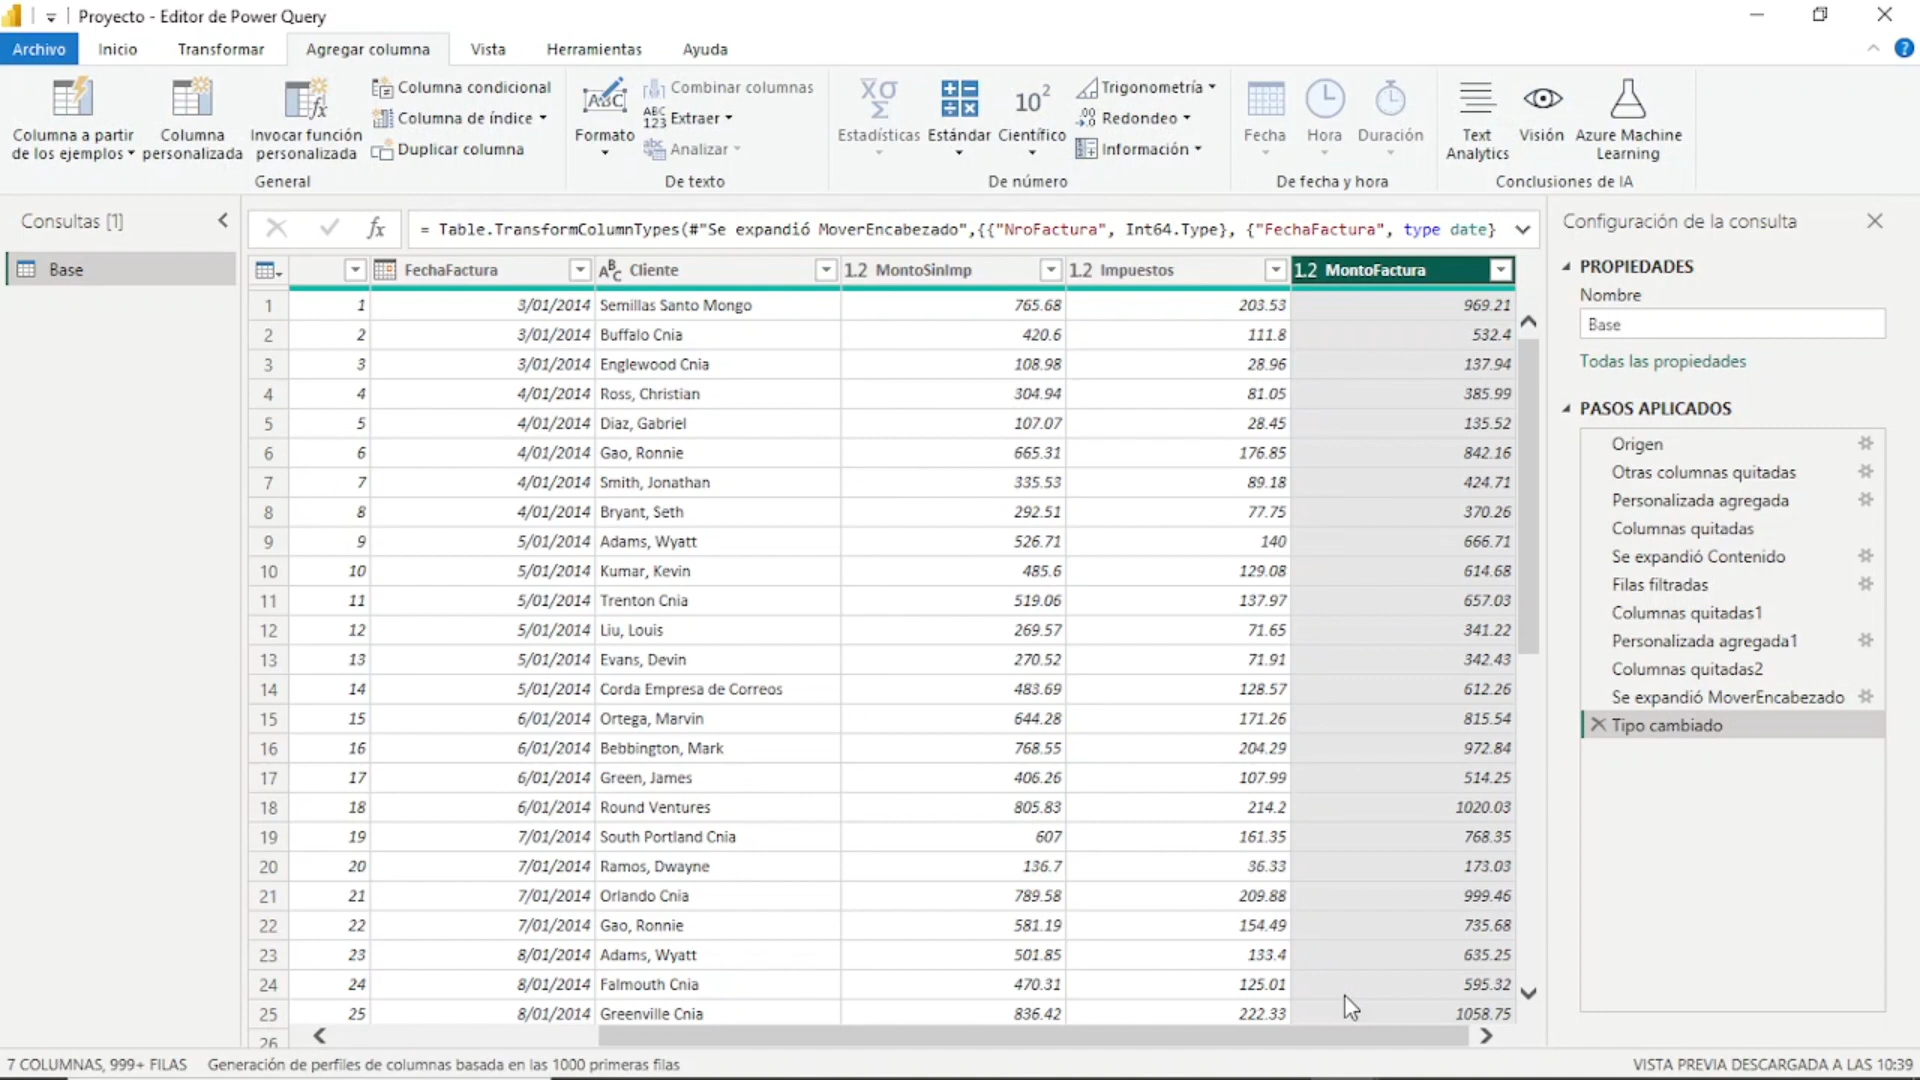 Proyecto - Editor de Power Query
Archivo Inicio Transformar Agregar columna Vista Herramientas Ayuda
Columna a partir de los ejemplos
Columna personalizada
Invocar función personalizada
Columna condicional
Columna de índice
Duplicar columna
General
ABC
Formato
Combinar columnas
ABC 123 Extraer
abc Analizar
De texto
XΣσ Estadísticas
Estándar
10² Científico
Trigonometría
.00 Redondeo
Información
De número
Fecha
Hora
Duración
De fecha y hora
Text Analytics
Visión
Azure Machine Learning
Conclusiones de IA
Consultas [1]
Base
fx = Table.TransformColumnTypes(#"Se expandió MoverEncabezado",{{"NroFactura", Int64.Type}, {"FechaFactura", type date}
FechaFactura ABC Cliente 1.2 MontoSinImp 1.2 Impuestos 1.2 MontoFactura
1 1 3/01/2014 Semillas Santo Mongo 765.68 203.53 969.21
2 2 3/01/2014 Buffalo Cnia 420.6 111.8 532.4
3 3 3/01/2014 Englewood Cnia 108.98 28.96 137.94
4 4 4/01/2014 Ross, Christian 304.94 81.05 385.99
5 5 4/01/2014 Diaz, Gabriel 107.07 28.45 135.52
6 6 4/01/2014 Gao, Ronnie 665.31 176.85 842.16
7 7 4/01/2014 Smith, Jonathan 335.53 89.18 424.71
8 8 4/01/2014 Bryant, Seth 292.51 77.75 370.26
9 9 5/01/2014 Adams, Wyatt 526.71 140 666.71
10 10 5/01/2014 Kumar, Kevin 485.6 129.08 614.68
11 11 5/01/2014 Trenton Cnia 519.06 137.97 657.03
12 12 5/01/2014 Liu, Louis 269.57 71.65 341.22
13 13 5/01/2014 Evans, Devin 270.52 71.91 342.43
14 14 5/01/2014 Corda Empresa de Correos 483.69 128.57 612.26
15 15 6/01/2014 Ortega, Marvin 644.28 171.26 815.54
16 16 6/01/2014 Bebbington, Mark 768.55 204.29 972.84
17 17 6/01/2014 Green, James 406.26 107.99 514.25
18 18 6/01/2014 Round Ventures 805.83 214.2 1020.03
19 19 7/01/2014 South Portland Cnia 607 161.35 768.35
20 20 7/01/2014 Ramos, Dwayne 136.7 36.33 173.03
21 21 7/01/2014 Orlando Cnia 789.58 209.88 999.46
22 22 7/01/2014 Gao, Ronnie 581.19 154.49 735.68
23 23 8/01/2014 Adams, Wyatt 501.85 133.4 635.25
24 24 8/01/2014 Falmouth Cnia 470.31 125.01 595.32
25 25 8/01/2014 Greenville Cnia 836.42 222.33 1058.75
26
Configuración de la consulta
PROPIEDADES
Nombre
Base
Todas las propiedades
PASOS APLICADOS
Origen
Otras columnas quitadas
Personalizada agregada
Columnas quitadas
Se expandió Contenido
Filas filtradas
Columnas quitadas1
Personalizada agregada1
Columnas quitadas2
Se expandió MoverEncabezado
Tipo cambiado
7 COLUMNAS, 999+ FILAS Generación de perfiles de columnas basada en las 1000 primeras filas
VISTA PREVIA DESCARGADA A LAS 10:39